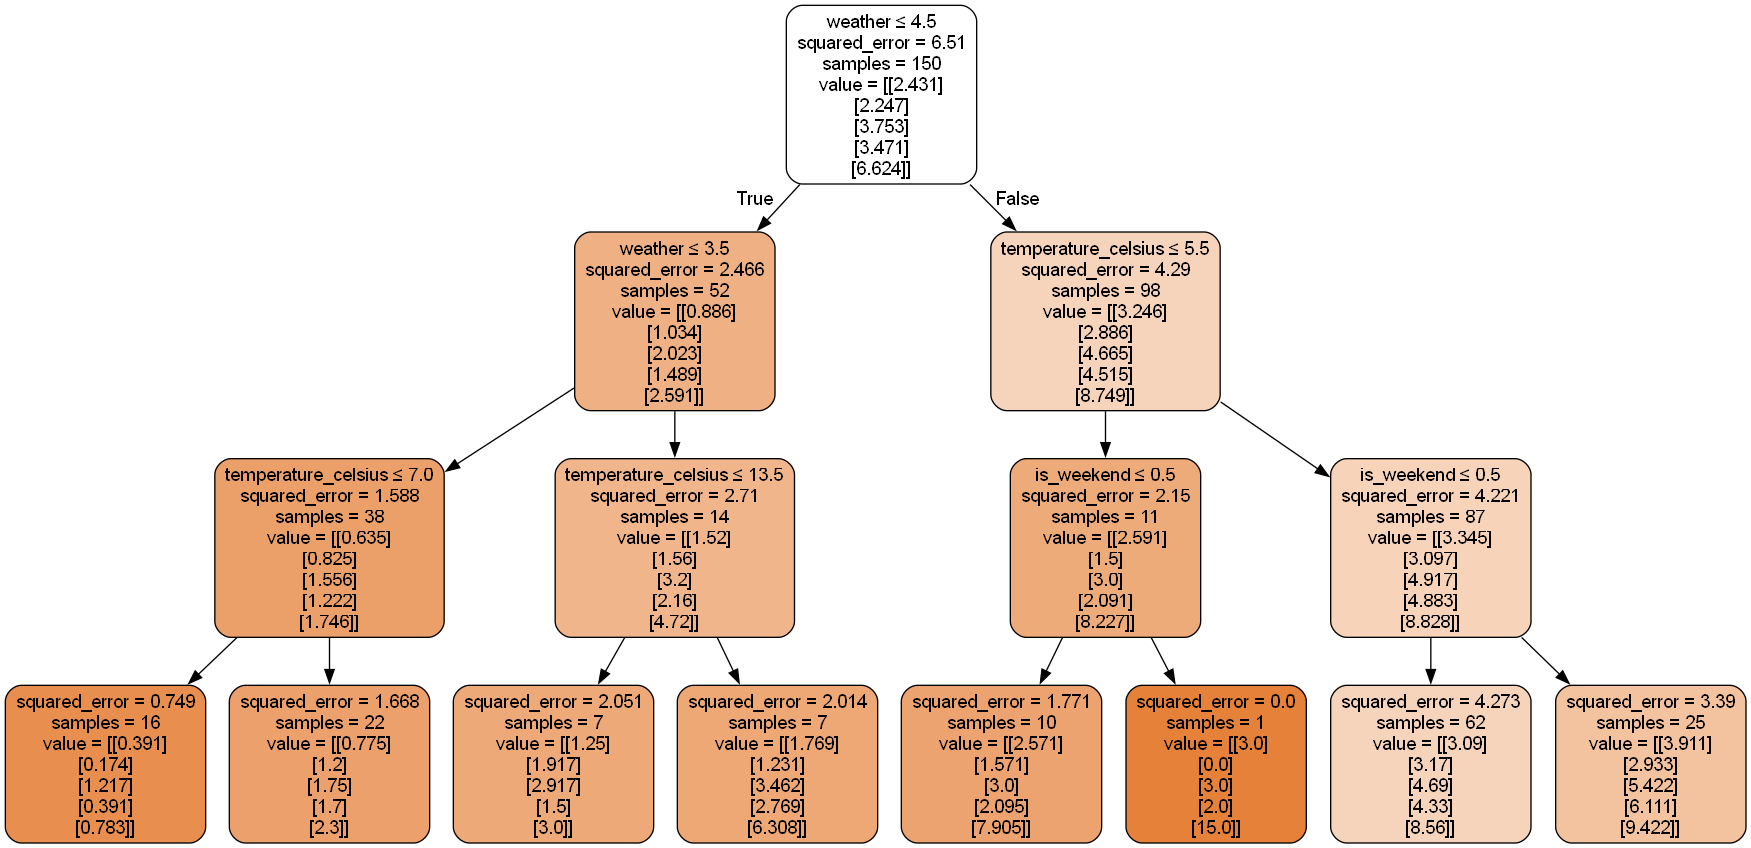 weather ≤ 4.5
squared_error = 6.51
samples = 150
value = [[2.431]
[2.247]
[3.753]
[3.471]
[6.624]]
True
False
weather ≤ 3.5
squared_error = 2.466
samples = 52
value = [[0.886]
[1.034]
[2.023]
[1.489]
[2.591]]
temperature_celsius ≤ 5.5
squared_error = 4.29
samples = 98
value = [[3.246]
[2.886]
[4.665]
[4.515]
[8.749]]
temperature_celsius ≤ 7.0
squared_error = 1.588
samples = 38
value = [[0.635]
[0.825]
[1.556]
[1.222]
[1.746]]
temperature_celsius ≤ 13.5
squared_error = 2.71
samples = 14
value = [[1.52]
[1.56]
[3.2]
[2.16]
[4.72]]
is_weekend ≤ 0.5
squared_error = 2.15
samples = 11
value = [[2.591]
[1.5]
[3.0]
[2.091]
[8.227]]
is_weekend ≤ 0.5
squared_error = 4.221
samples = 87
value = [[3.345]
[3.097]
[4.917]
[4.883]
[8.828]]
squared_error = 0.749
samples = 16
value = [[0.391]
[0.174]
[1.217]
[0.391]
[0.783]]
squared_error = 1.668
samples = 22
value = [[0.775]
[1.2]
[1.75]
[1.7]
[2.3]]
squared_error = 2.051
samples = 7
value = [[1.25]
[1.917]
[2.917]
[1.5]
[3.0]]
squared_error = 2.014
samples = 7
value = [[1.769]
[1.231]
[3.462]
[2.769]
[6.308]]
squared_error = 1.771
samples = 10
value = [[2.571]
[1.571]
[3.0]
[2.095]
[7.905]]
squared_error = 0.0
samples = 1
value = [[3.0]
[0.0]
[3.0]
[2.0]
[15.0]]
squared_error = 4.273
samples = 62
value = [[3.09]
[3.17]
[4.69]
[4.33]
[8.56]]
squared_error = 3.39
samples = 25
value = [[3.911]
[2.933]
[5.422]
[6.111]
[9.422]]